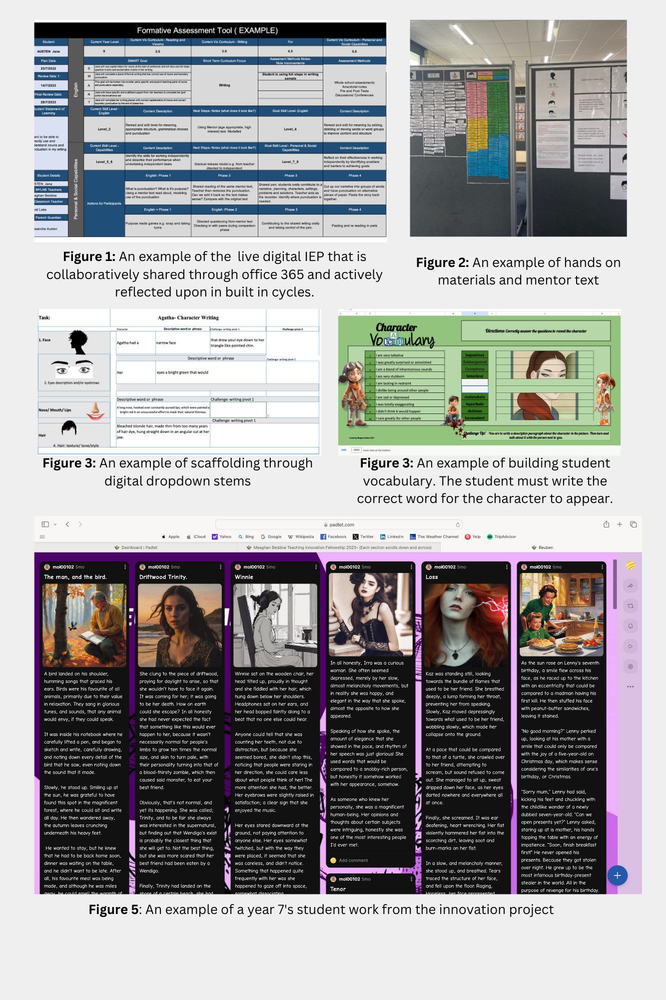 Formative Assessment Tool ( EXAMPLE)
Student
Current Year Level
Current Vic Curriculum - Reading and Viewing
Current Vic Curriculum - Writing
For
Current Vic Curriculum - Personal and Social Capabilites
AUSTEN Jane
9
2.0
3.0
4.5
5.0
Plan Date
SMART Goal
Short Term Curriculum Focus
Assesment Methods Notes-
Note improvements
Assessment Methods
23/7/2022
Review Date 1:
14/7/2023
Final Review Date:
28/7/2023
English
S
Jane will use capital letters for nouns at the start of sentences and will also use full stops, question marks and exclamation marks in her writing.
M
Jane will complete a piece of formal writing that has correct use of nouns and boundary punctuation.
A
This goal will be broken into smaller parts specific and explicit teaching parts of nouns and punctuation seperately.
R
Jane with have specific and scaffolded support from her teachers to complete her goal within the timeframe set
T
Jane will complete her writing pieces with correct capitalisation of nouns and correct boundary punctuation by the end of phase four.
Writing
Student is using full stops in writing sample
Whole school assessments
Anecdotal notes
Pre and Post Tests
Discussions/ Conferences
tudent Statement of Learning
Current Skill Level - English
Content Description
Next Steps- Notes (what does it look like?)
Goal Skill Level- English
Content Description
ant to be able to
rectly use and
derstand nouns and
nctuation in my writing
Level_3
Reread and edit texts for meaning, appropriate structure, grammatical choices and punctuation
Using Mentor (age appropriate, high interest) text Modelled
Level_4
Reread and edit for meaning by adding, deleting or moving words or word groups to improve content and structure
Personal & Social Capabilities
Current Skill Level - Capabilities
Content Description
Next Steps- Notes (what does it look like?)
Goal Skill Level - Personal & Social Capabilities
Content Description
Level_5_6
Identify the skills for working independently and describe their performance when undertaking independent tasks
Gradual release model e.g. from teacher directed to independent
Level_7_8
Reflect on their effectiveness in working independently by identifying enablers and barriers to achieving goals
Student Details
STEN Jane
MYLNS Teachers
aghan Beddoe
Classroom Teacher
vid Lake
Parent/ Guardian
ssandra Austen
Actions for Participants
English: Phase 1
Phase 2
Phase 3
Phase 4
What is punctuation? What is it's purpose? Using a mentor text read aloud, modeling use of the punctuation
Shared reading of the same mentor text, Teacher then removes the punctuation. Can we add it back so the text makes sense? Compare with the original text
Shared pen: students orally contribute to a narrative, planning, characters, settings, problems and solutions. Teacher acts as the recorder. Identify where punctuation is needed.
Cut up our narrative into groups of words and have punctuation on alternative pieces of paper. Paste the story back together.
English = Phase 1
English :Phase 2
Phase 3
Phase 4
Purpose made games e.g. snap and taking turns
Directed questioning from mentor text Checking in with peers during comparison phase
Contributing to the shared writing orally and taking control of the pen.
Pasting and re reading in pairs
Figure 1: An example of the live digital IEP that is
collaboratively shared through office 365 and actively
reflected upon in built in cycles.
Agatha had a narrow face.
Figure 2: An example of hands on
materials and mentor text
Task:
Agatha- Character Writing
Character
Descriptive word or phrase
Challenge: writing pivot 1
Challenge pivot 2
1. Face
Agatha had a
narrow face
that drew your eye down to her triangle like pointed chin.
Descriptive word or phrase
Challenge: writing pivot 1
Her
eyes a bright green that would
2. Eyes description and/or eyebrows
Descriptive word or phrase
Challenge: writing pivot 1
Nose/ Mouth/ Lips
A long nose, hooked over constantly pursed lips; which were painted a bright red in an unsuccessful effort to mask their naturel thinness.
Challenge: writing pivot 1
Hair
Bleached blonde hair, made thin from too many years of hair dye, hung straight down in an angular cut at her jaw.
4. Hair: texture/ tone/style
Figure 3: An example of scaffolding through
digital dropdown stems
Character
Vocabulary
Directions: Correctly answer the questions to reveal the character
1 I am very talkative loquacious
2 I was greatly surprised or astonished flabbergasted
3 I am a blend of inharmonious sounds Cacophony
4 I am very stubborn tenacious
5 I am lacking in restraint
6 I dislike being around other people
7 I am sad or depressed melancholy
8 I was totally exaggerating hyperbole
9 I didn't think it would happen dubious
10 I care greatly for other people benevolent
Challenge Up! You are to write a descriptive paragraph about the character in the picture. Then turn and talk about it with the person next to you.
Created by Meaghan Beddoe 2022
Add 1000 more rows at the bottom
Figure 3: An example of building student
vocabulary. The student must write the
correct word for the character to appear.
padlet.com
Apple iCloud Yahoo Bing Google Wikipedia Facebook Twitter LinkedIn The Weather Channel Yelp TripAdvisor
Dashboard | Padlet
Meaghan Beddoe Teaching Innovation Fellowship 2023- (Each section scrolls down and across)
Reuben
mol00102 5mo
The man, and the bird.
A bird landed on his shoulder,
humming songs that graced his
ears. Birds were his favourite of all
animals, primarily due to their value
in relaxation. They sang in glorious
tunes, and sounds, that any animal
would envy, if they could speak.
It was inside his notebook where he
carefully lifted a pen, and began to
sketch and write, carefully drawing,
and noting down every detail of the
bird that he saw, even noting down
the sound that it made.
Slowly, he stood up. Smiling up at
the sun, he was grateful to have
found this spot in the magnificent
forest, where he could sit and write
all day. He then wandered away,
the autumn leaves crunching
underneath his heavy feet.
He wanted to stay, but he knew
that he had to be back home soon,
dinner was waiting on the table,
and he didn't want to be late. After
all, his favourite meal was being
made, and although he was miles
away, he could smell the warmth of
mol00102 5mo
Driftwood Trinity.
She clung to the piece of driftwood,
praying for daylight to arise, so that
she wouldn't have to face it again.
It was coming for her; it was going
to be her death. How on earth
could she escape? In all honesty
she had never expected the fact
that something like this would ever
happen to her, because it wasn't
necessarily normal for people's
limbs to grow ten times the normal
size, and skin to turn pale, with
their personality turning into that of
a blood-thirsty zombie, which then
caused said monster, to eat your
best friend.
Obviously, that's not normal, and
yet its happening. She was called;
Trinity, and to be fair she always
was interested in the supernatural,
but finding out that Wendigo's exist
is probably the closest thing that
she will get to. Not the best thing,
but she was more scared that her
best friend had been eaten by a
Wendigo.
Finally, Trinity had landed on the
shore of a certain beach, she had
mol00102 5mo
Winnie
Winnie sat on the wooden chair, her
head tilted up, proudly in thought
and she fiddled with her hair, which
hung down below her shoulders.
Headphones sat on her ears, and
her head bopped faintly along to a
beat that no one else could hear.
Anyone could tell that she was
counting her teeth, not due to
distraction, but because she
seemed bored, she didn't stop this,
noticing that people were staring in
her direction, she could care less
about what people think of her! The
more attention she had, the better.
Her eyebrows were slightly raised in
satisfaction; a clear sign that she
enjoyed the music.
Her eyes stared downward at the
ground, not paying attention to
anyone else. Her eyes somewhat
twitched, but with the way they
were placed, it seemed that she
was careless, and didn't notice.
Something that happened quite
frequently with her was she
happened to gaze off into space,
somewhat dissociating.
mol00102 5mo
In all honesty, Irra was a curious
woman. She often seemed
depressed, merely by her slow,
almost melancholy movements, but
in reality she was happy, and
elegant in the way that she spoke,
almost the opposite to how she
appeared.
Speaking of how she spoke, the
amount of elegance that she
showed in the pace, and rhythm of
her speech was just glorious! She
used words that would be
compared to a snobby-rich person,
but honestly it somehow worked
with her appearance, somehow.
As someone who knew her
personally, she was a magnificent
human-being. Her opinions and
thoughts about certain subjects
were intriguing, honestly she was
one of the most interesting people
I'd ever met.
Add comment
mol00102 5mo
Tenor
mol00102 5mo
Loss
Kaz was standing still, looking
towards the bundle of flames that
used to be her friend. She breathed
deeply, a lump forming her throat,
preventing her from speaking.
Slowly, Kaz moved depressingly
towards what used to be her friend,
wobbling slowly, which made her
collapse onto the ground.
At a pace that could be compared
to that of a turtle, she crawled over
to her friend, attempting to
scream, but sound refused to come
out. She managed to sit up, sweat
dripped down her face, as her eyes
darted nowhere and everywhere all
at once.
Finally, she screamed. It was ear
deafening, heart wrenching. Her fist
violently hammered her fist into the
scorching dirt, leaving soot and
burn-marks on her fist.
In a slow, and melancholy manner,
she stood up, and breathed. Tears
traced the structure of her face,
and fell upon the floor. Raging,
Hopeless, her face represented
mol00102 5mo
As the sun rose on Lenny's seventh
birthday, a smile flew across his
face, as he raced up to the kitchen
with an eccentricity that could be
compared to a madman having his
first kill. He then stuffed his face
with peanut-butter sandwiches,
leaving it stained.
"No good morning?" Lenny perked
up, looking at his mother with a
smile that could only be compared
with the joy of a five-year-old on
Christmas day, which makes sense
considering the similarities of one's
birthday, or Christmas.
"Sorry mum," Lenny had said,
kicking his feet and chuckling with
the childlike wonder of a newly
dubbed seven-year-old. "Can we
open presents yet?" Lenny asked,
staring up at is mother, his hands
tapping the table with an energy of
impatience. "Soon, finish breakfast
first!" He never opened his
presents. Because they got stolen
over night. He grew up to be the
most infamous birthday-present
stealer in the world. All in the
purpose of revenge for his birthday.
Figure 5: An example of a year 7's student work from the innovation project